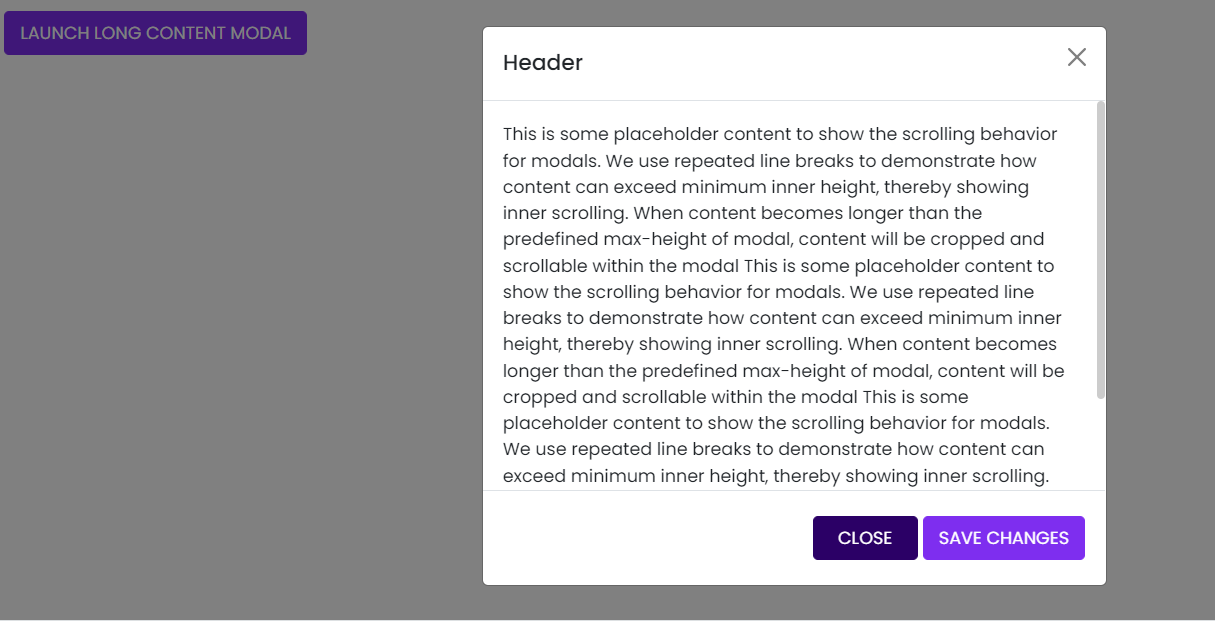 LAUNCH LONG CONTENT MODAL
Header
This is some placeholder content to show the scrolling behavior
for modals. We use repeated line breaks to demonstrate how
content can exceed minimum inner height, thereby showing
inner scrolling. When content becomes longer than the
predefined max-height of modal, content will be cropped and
scrollable within the modal This is some placeholder content to
show the scrolling behavior for modals. We use repeated line
breaks to demonstrate how content can exceed minimum inner
height, thereby showing inner scrolling. When content becomes
longer than the predefined max-height of modal, content will be
cropped and scrollable within the modal This is some
placeholder content to show the scrolling behavior for modals.
We use repeated line breaks to demonstrate how content can
exceed minimum inner height, thereby showing inner scrolling.
CLOSE
SAVE CHANGES